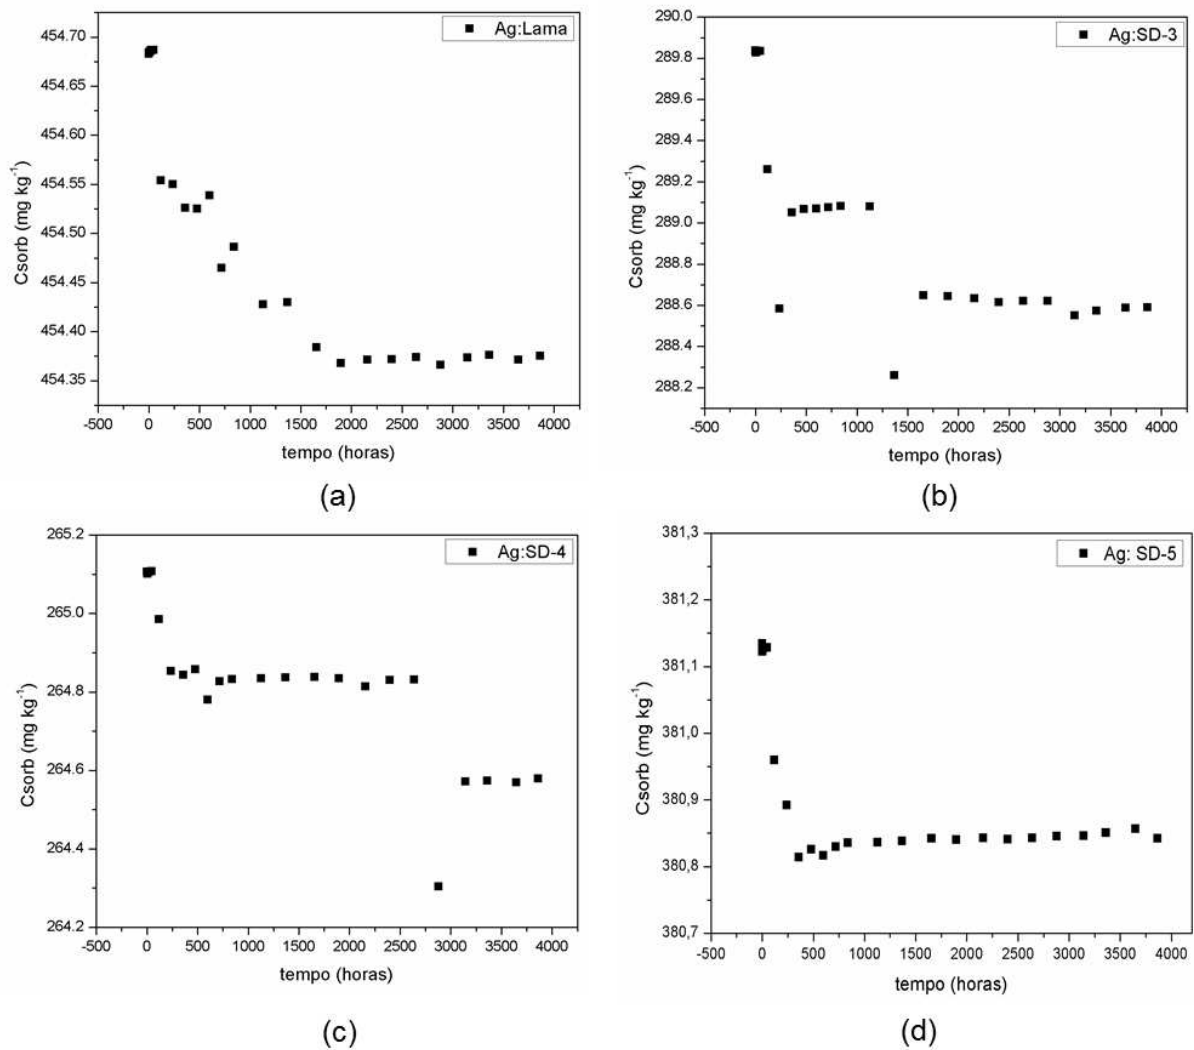 Ag:Lama
454.70
454.65
454.60
454.55
454.50
454.45
454.40
454.35
Csorb (mg kg-1)
-500 0 500 1000 1500 2000 2500 3000 3500 4000
tempo (horas)
(a)
Ag:SD-3
290.0
289.8
289.6
289.4
289.2
289.0
288.8
288.6
288.4
288.2
Csorb (mg kg-1)
-500 0 500 1000 1500 2000 2500 3000 3500 4000
tempo (horas)
(b)
Ag:SD-4
265.2
265.0
264.8
264.6
264.4
264.2
Csorb (mg kg-1)
-500 0 500 1000 1500 2000 2500 3000 3500 4000
tempo (horas)
(c)
Ag: SD-5
381,3
381,2
381,1
381,0
380,9
380,8
380,7
Csorb (mg kg-1)
-500 0 500 1000 1500 2000 2500 3000 3500 4000
tempo (horas)
(d)